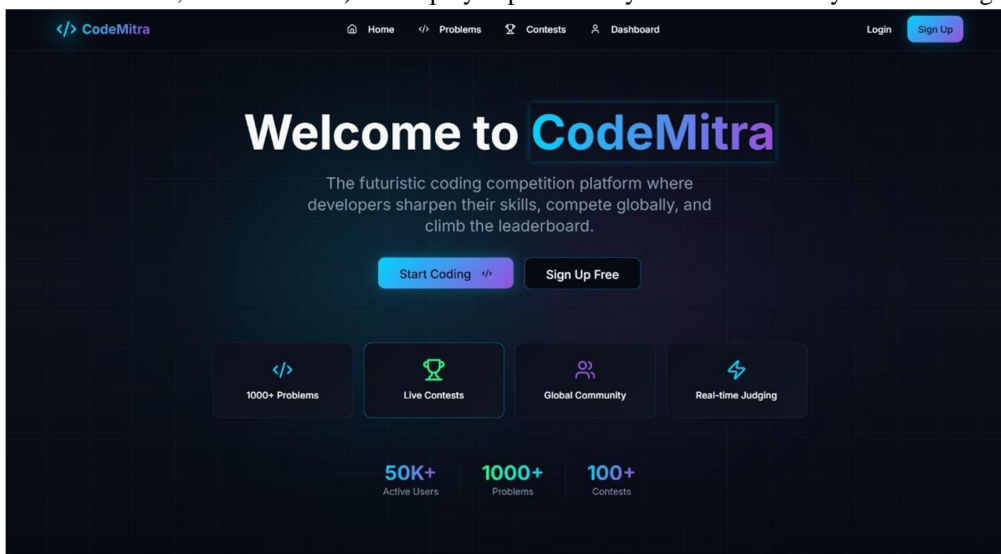 </> CodeMitra
Home </> Problems Contests Dashboard
Login Sign Up
Welcome to CodeMitra
The futuristic coding competition platform where
developers sharpen their skills, compete globally, and
climb the leaderboard.
Start Coding </>
Sign Up Free
</>
1000+ Problems
Live Contests
Global Community
Real-time Judging
50K+
Active Users
1000+
Problems
100+
Contests